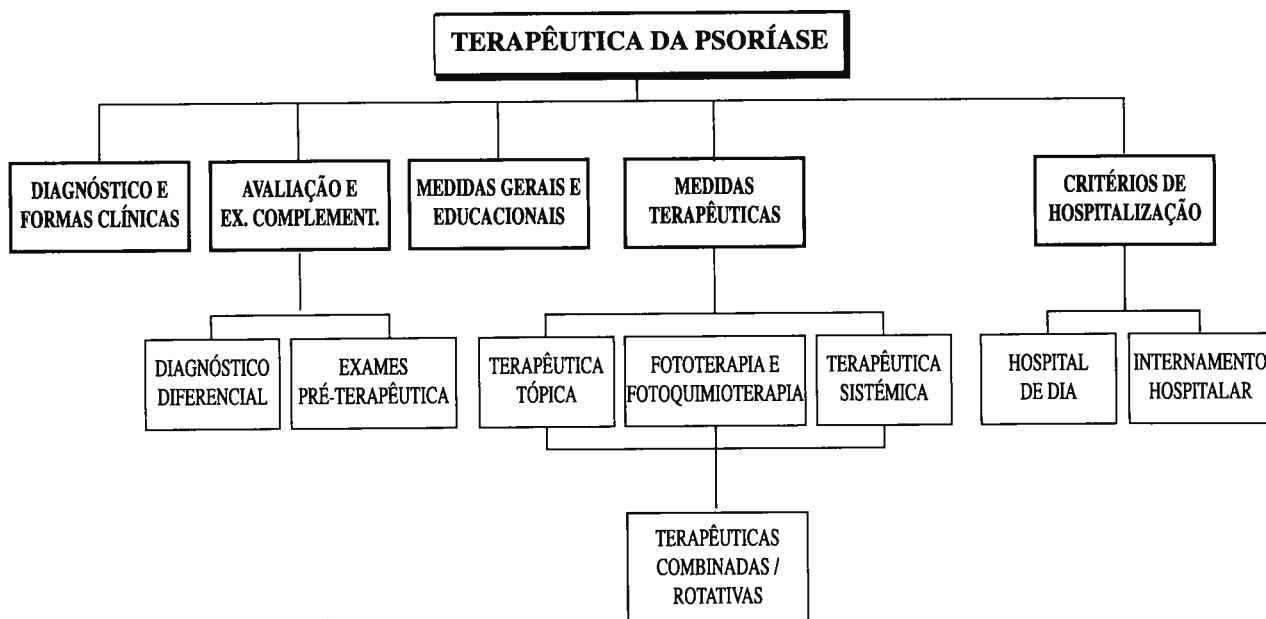 TERAPÊUTICA DA PSORÍASE
DIAGNÓSTICO E
FORMAS CLÍNICAS
AVALIAÇÃO E
EX. COMPLEMENT.
MEDIDAS GERAIS E
EDUCACIONAIS
MEDIDAS
TERAPÊUTICAS
CRITÉRIOS DE
HOSPITALIZAÇÃO
DIAGNÓSTICO
DIFERENCIAL
EXAMES
PRÉ-TERAPÊUTICA
TERAPÊUTICA
TÓPICA
FOTOTERAPIA E
FOTOQUIMIOTERAPIA
TERAPÊUTICA
SISTÉMICA
HOSPITAL
DE DIA
INTERNAMENTO
HOSPITALAR
TERAPÊUTICAS
COMBINADAS /
ROTATIVAS